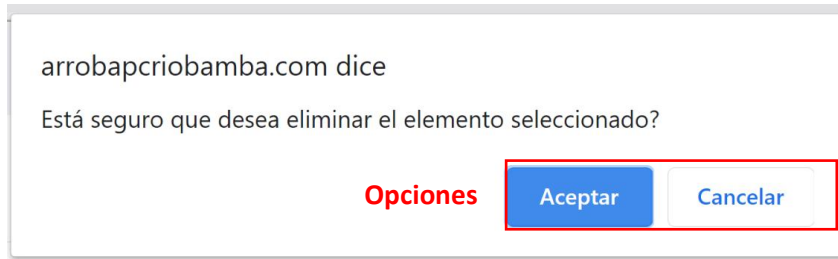 arrobapcriobamba.com dice
Está seguro que desea eliminar el elemento seleccionado?
Opciones Aceptar Cancelar